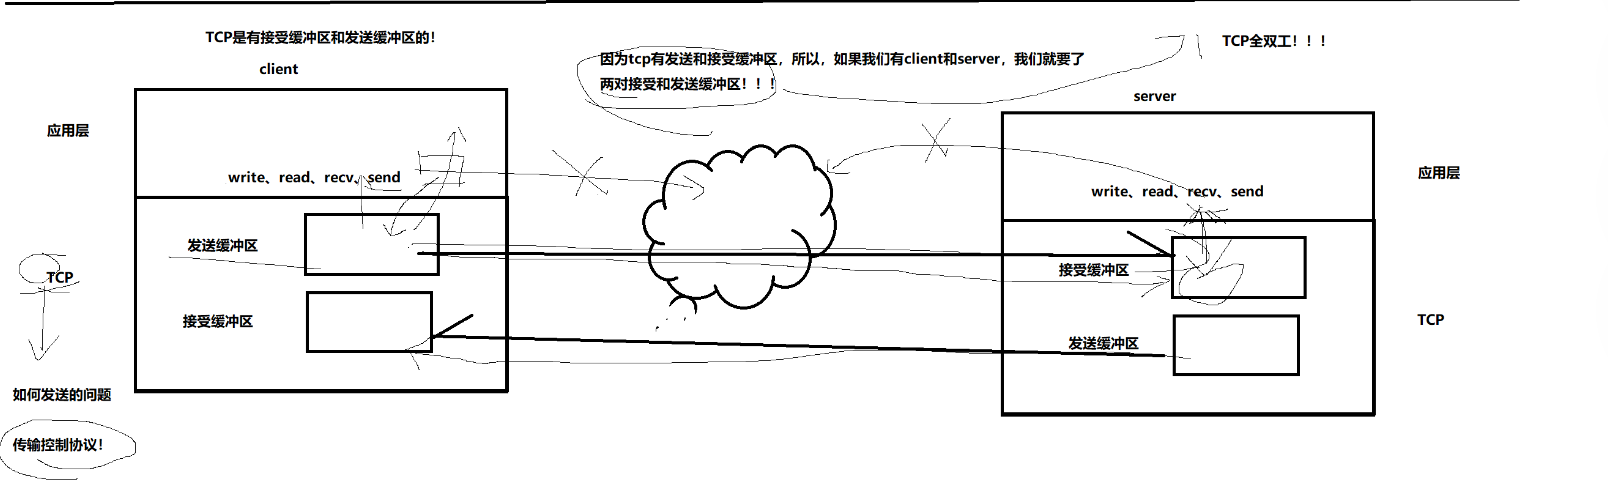 TCP是有接受缓冲区和发送缓冲区的!
client
因为tcp有发送和接受缓冲区，所以，如果我们有client和server，我们就要了
两对接受和发送缓冲区！！！
TCP全双工！！！
server
应用层
write、read、recv、send
应用层
write、read、recv、send
发送缓冲区
接受缓冲区
TCP
接受缓冲区
发送缓冲区
TCP
如何发送的问题
传输控制协议!